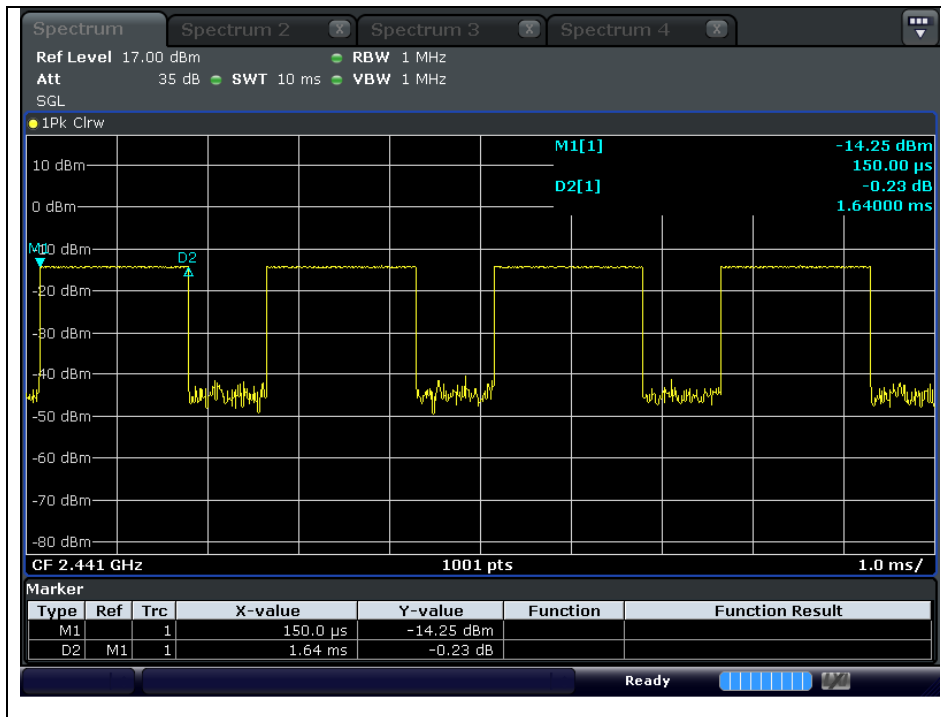 Spectrum Spectrum 2 X Spectrum 3 X Spectrum 4 X
Ref Level 17.00 dBm RBW 1 MHz
Att 35 dB SWT 10 ms VBW 1 MHz
SGL
1Pk Clrw
M1[1] -14.25 dBm
150.00 µs
D2[1] -0.23 dB
1.64000 ms
10 dBm
0 dBm
M1
-10 dBm
D2
-20 dBm
-30 dBm
-40 dBm
-50 dBm
-60 dBm
-70 dBm
-80 dBm
CF 2.441 GHz 1001 pts 1.0 ms/
Marker
Type Ref Trc X-value Y-value Function Function Result
M1 1 150.0 µs -14.25 dBm
D2 M1 1 1.64 ms -0.23 dB
Ready